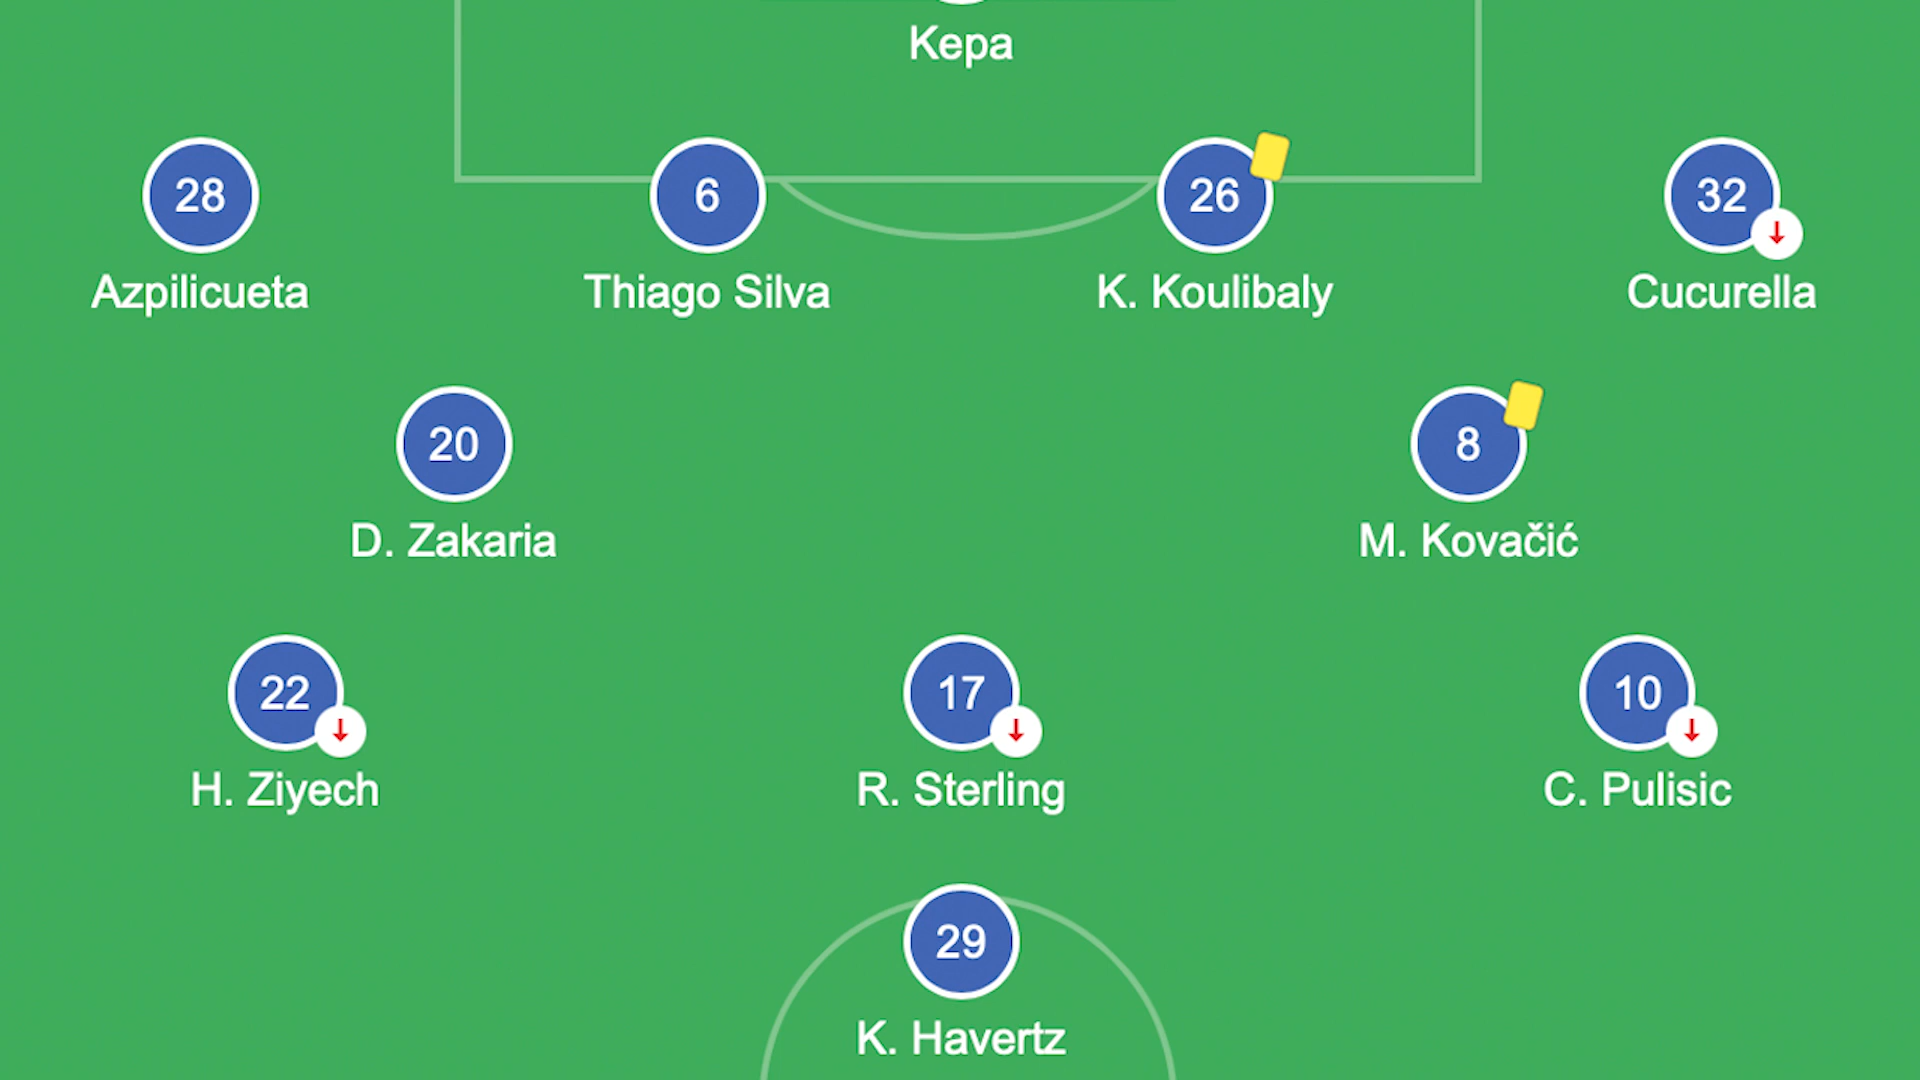 Kepa
28 6 26 32
Azpilicueta Thiago Silva K. Koulibaly Cucurella
20 8
D. Zakaria M. Kovačić
22 17 10
H. Ziyech R. Sterling C. Pulisic
29
K. Havertz